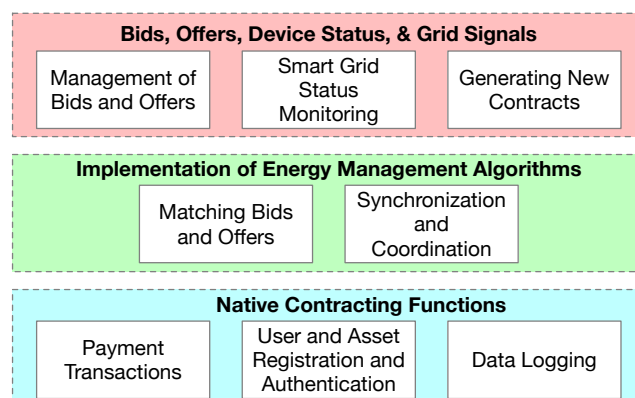 Bids, Offers, Device Status, & Grid Signals
Management of
Bids and Offers
Smart Grid
Status
Monitoring
Generating New
Contracts
Implementation of Energy Management Algorithms
Matching Bids
and Offers
Synchronization
and
Coordination
Native Contracting Functions
Payment
Transactions
User and Asset
Registration and
Authentication
Data Logging